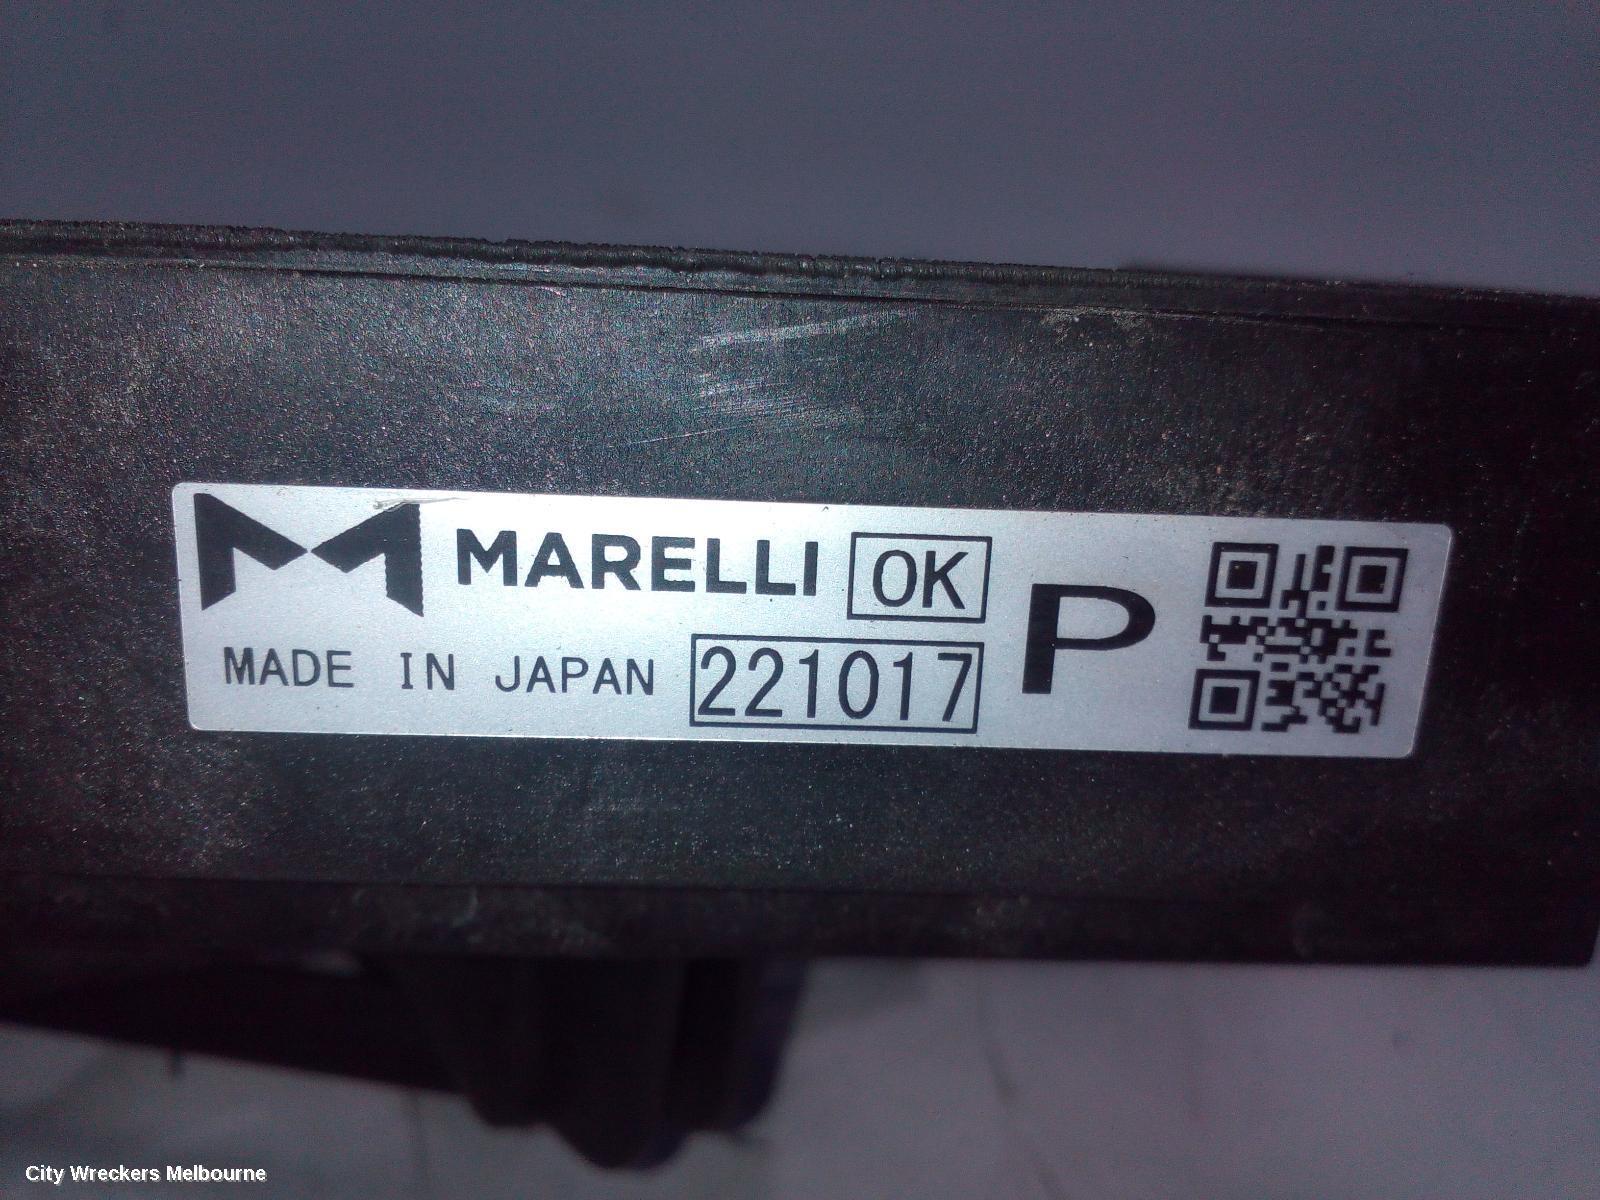 MARELLI OK
MADE IN JAPAN 221017 P
City Wreckers Melbourne